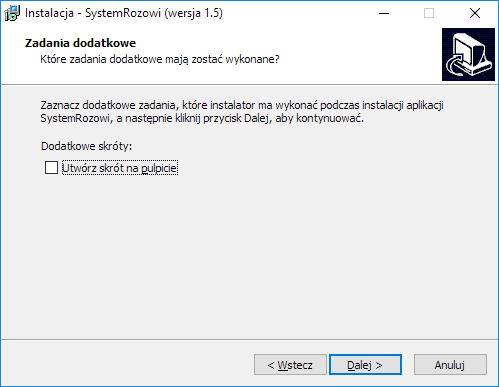 Instalacja - SystemRozowi (wersja 1.5)
Zadania dodatkowe
Które zadania dodatkowe mają zostać wykonane?
Zaznacz dodatkowe zadania, które instalator ma wykonać podczas instalacji aplikacji
SystemRozowi, a następnie kliknij przycisk Dalej, aby kontynuować.
Dodatkowe skróty:
Utwórz skrót na pulpicie
< Wstecz
Dalej >
Anuluj